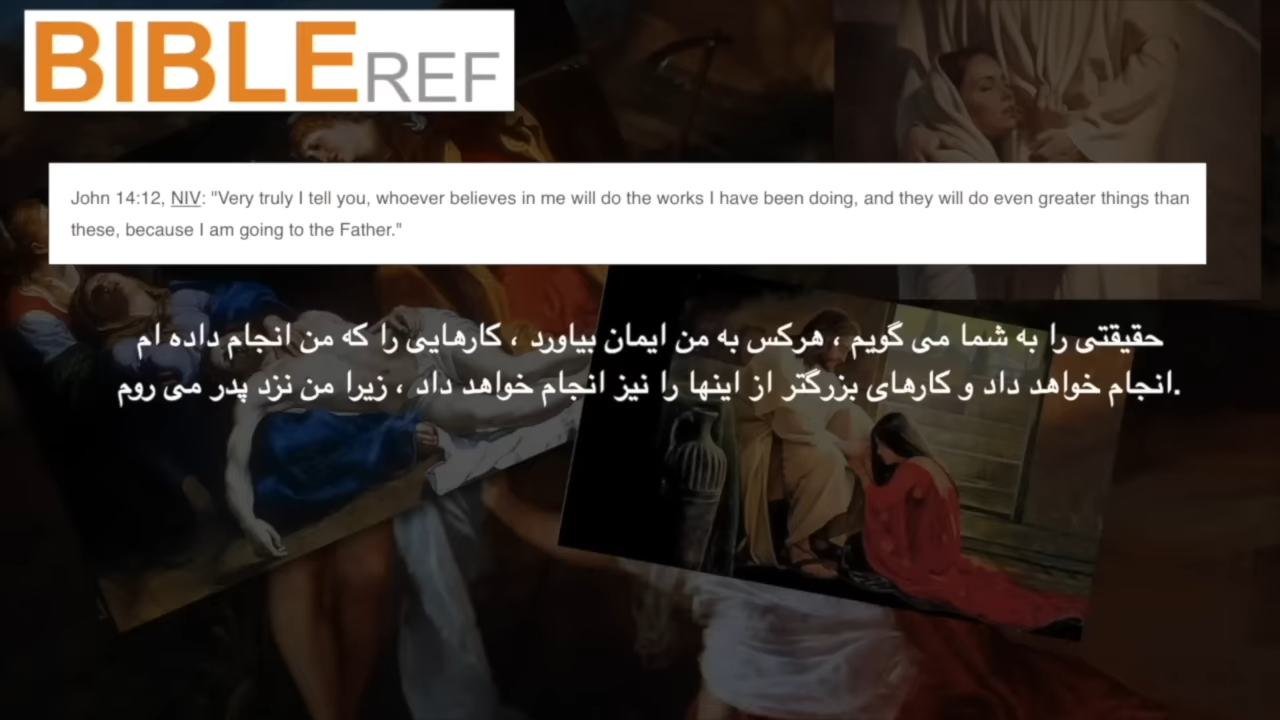 BIBLEREF
John 14:12, NIV: "Very truly I tell you, whoever believes in me will do the works I have been doing, and they will do even greater things than
these, because I am going to the Father."
حقیقتی را به شما می گویم ، هرکس به من ایمان بیاورد ، کارهایی را که من انجام داده ام
انجام خواهد داد و کارهای بزرگتر از اینها را نیز انجام خواهد داد ، زیرا من نزد پدر می روم.